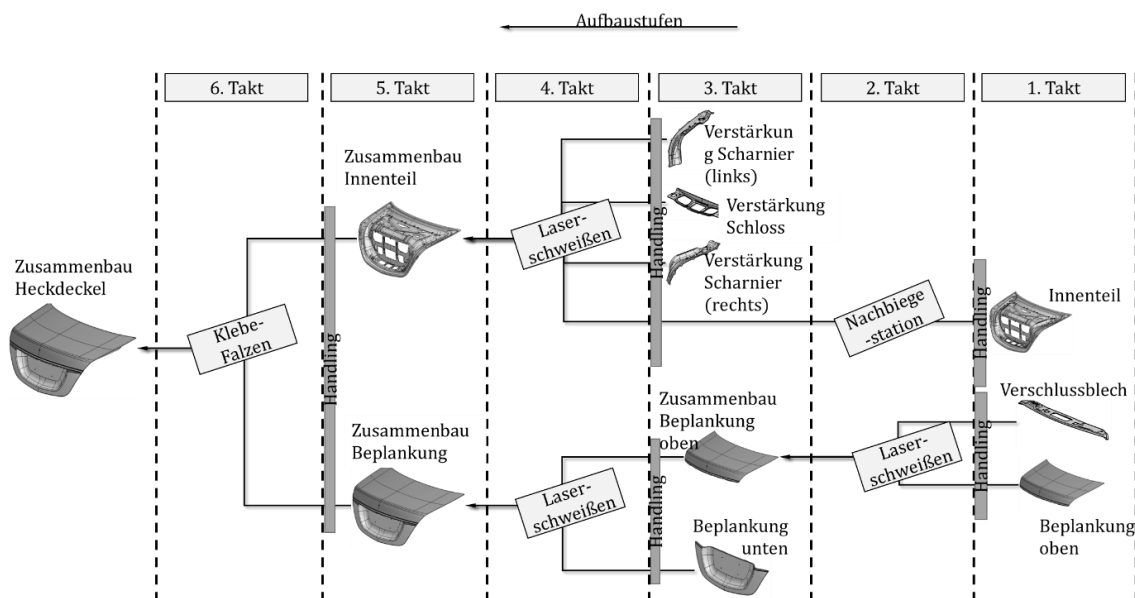 Aufbaustufen
6. Takt
5. Takt
4. Takt
3. Takt
2. Takt
1. Takt
Verstärkun
g Scharnier
(links)
Zusammenbau
Innenteil
Verstärkung
Schloss
Laser-
schweißen
Handling
Verstärkung
Scharnier
(rechts)
Zusammenbau
Heckdeckel
Innenteil
Nachbiege
-station
Handling
Klebe-
Falzen
Handling
Verschlussblech
Zusammenbau
Beplankung
oben
Zusammenbau
Beplankung
Laser-
schweißen
Handling
Laser-
schweißen
Handling
Beplankung
unten
Beplankung
oben